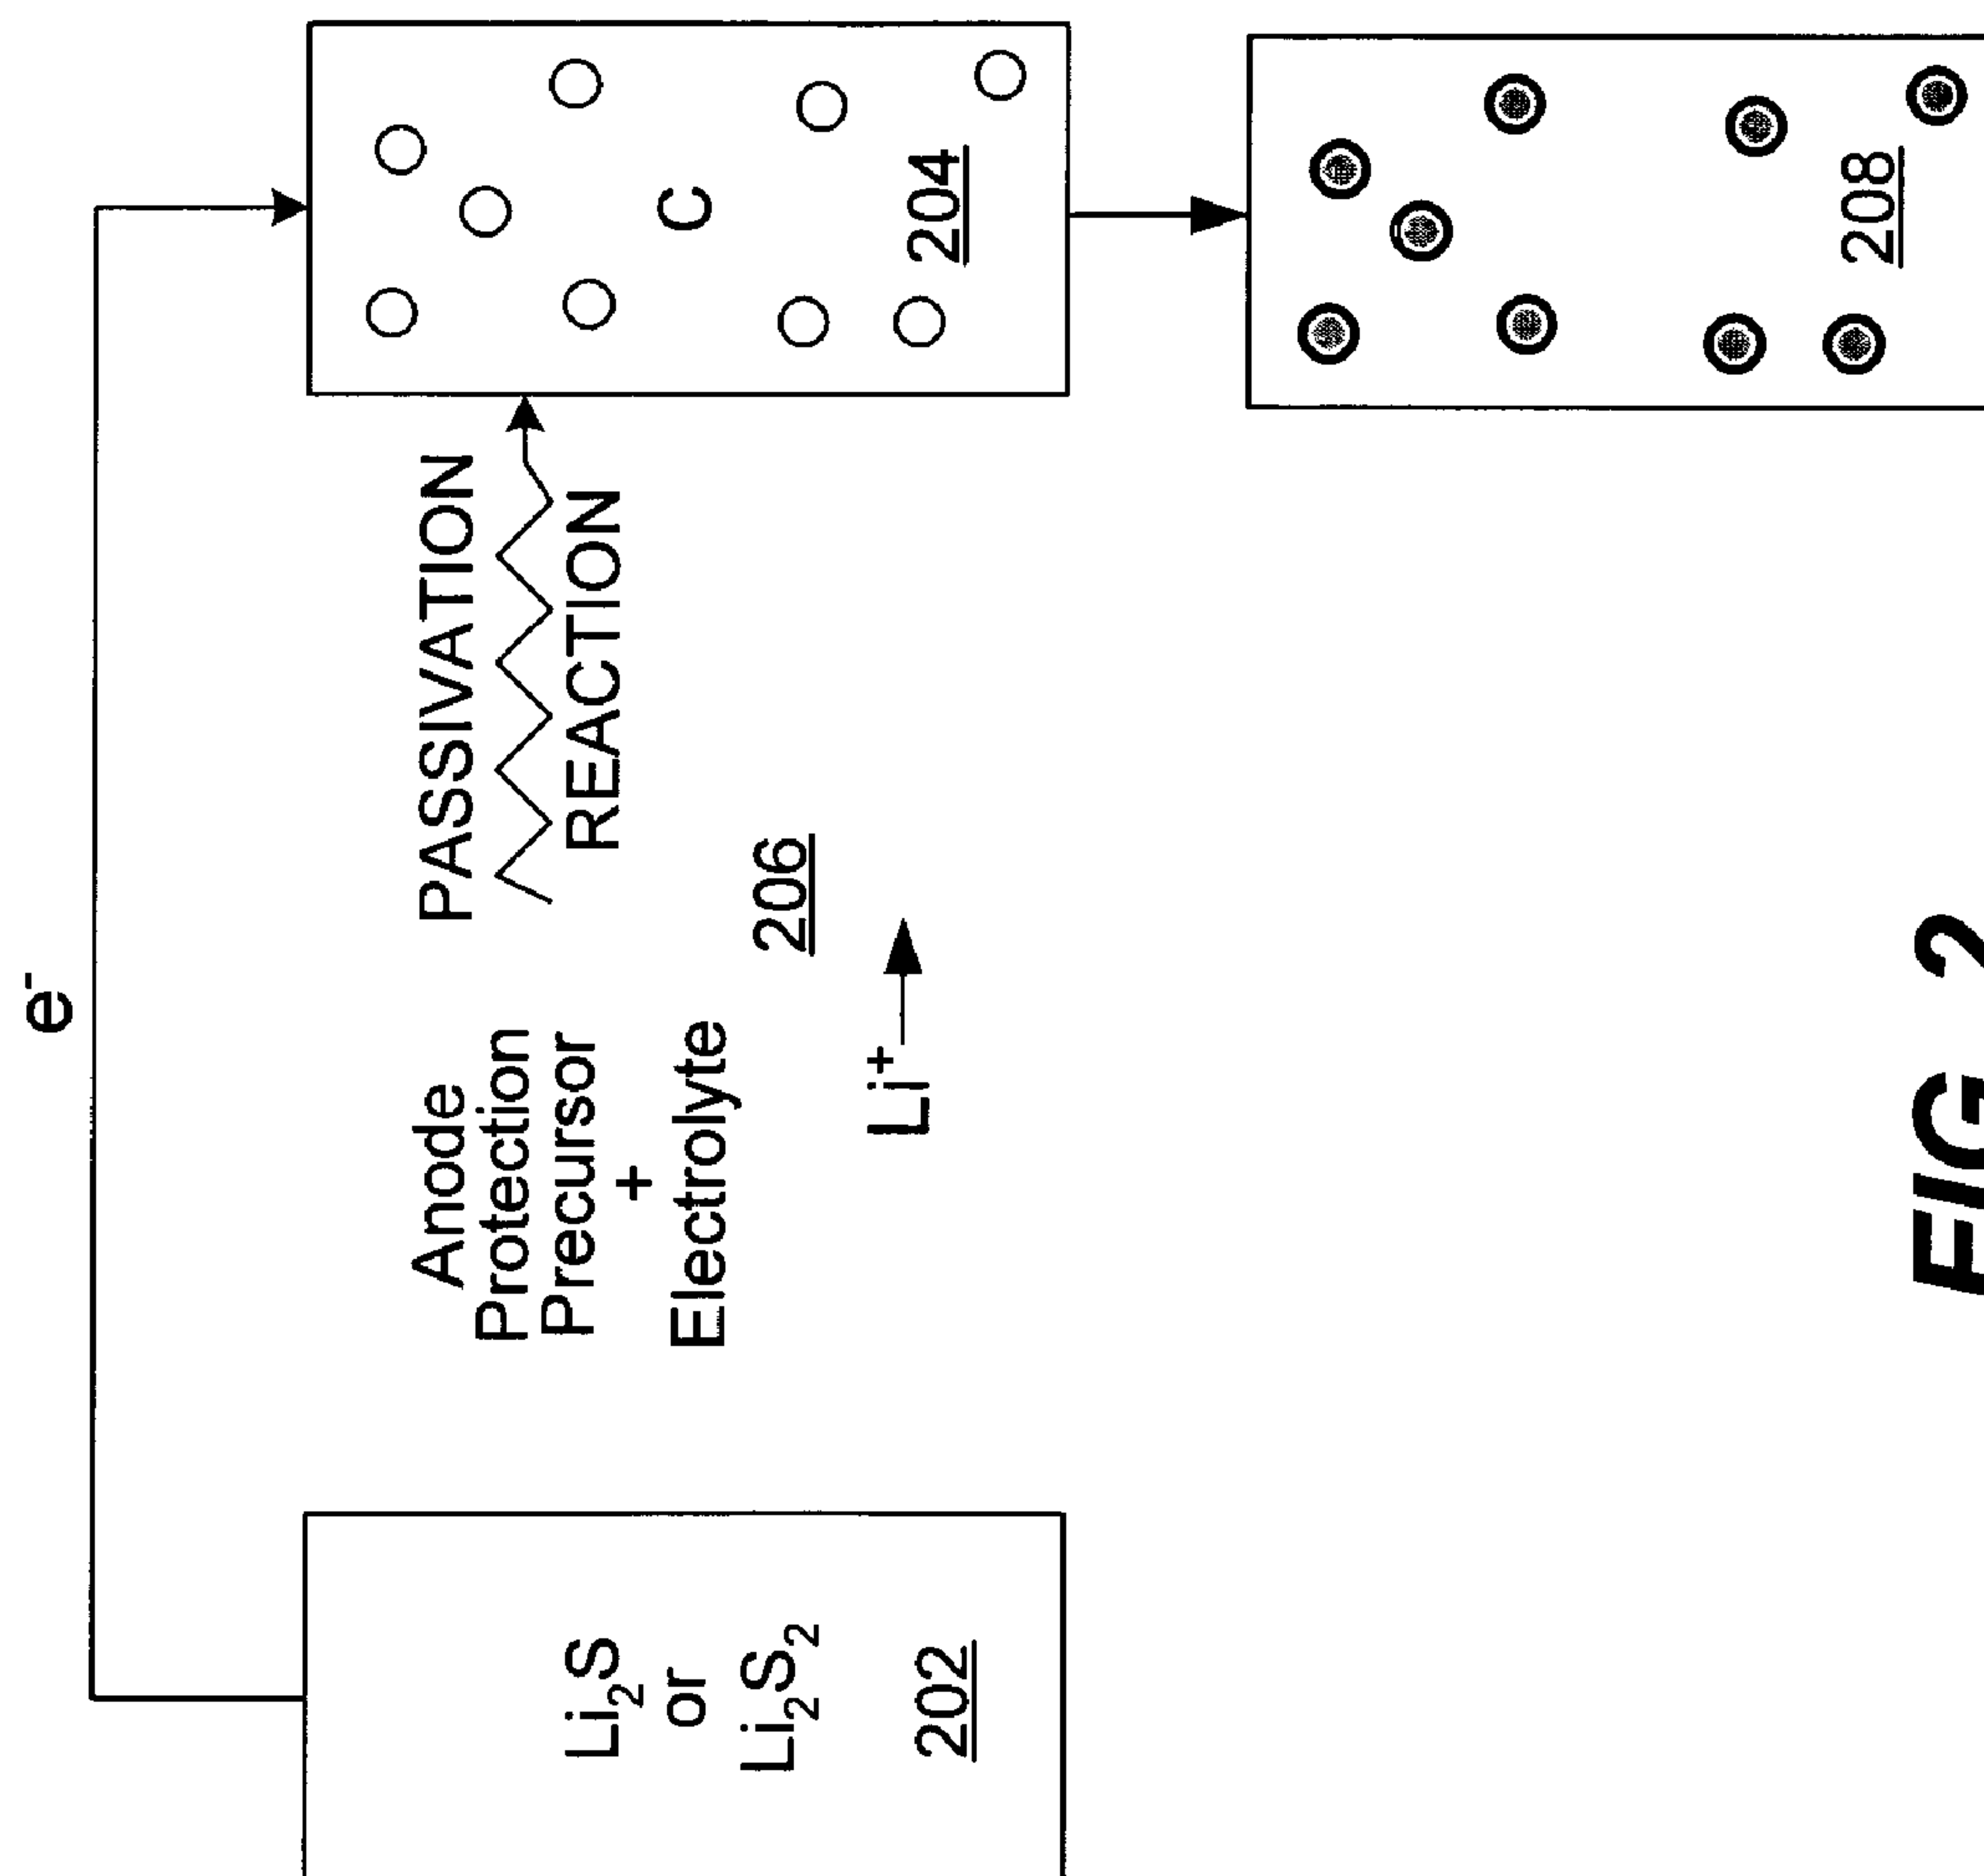 e⁻
Li₂S
or
Li₂S₂
202
Anode
Protection
Precursor
+
Electrolyte
206
Li⁺
PASSIVATION
REACTION
C
204
208
FIG 2